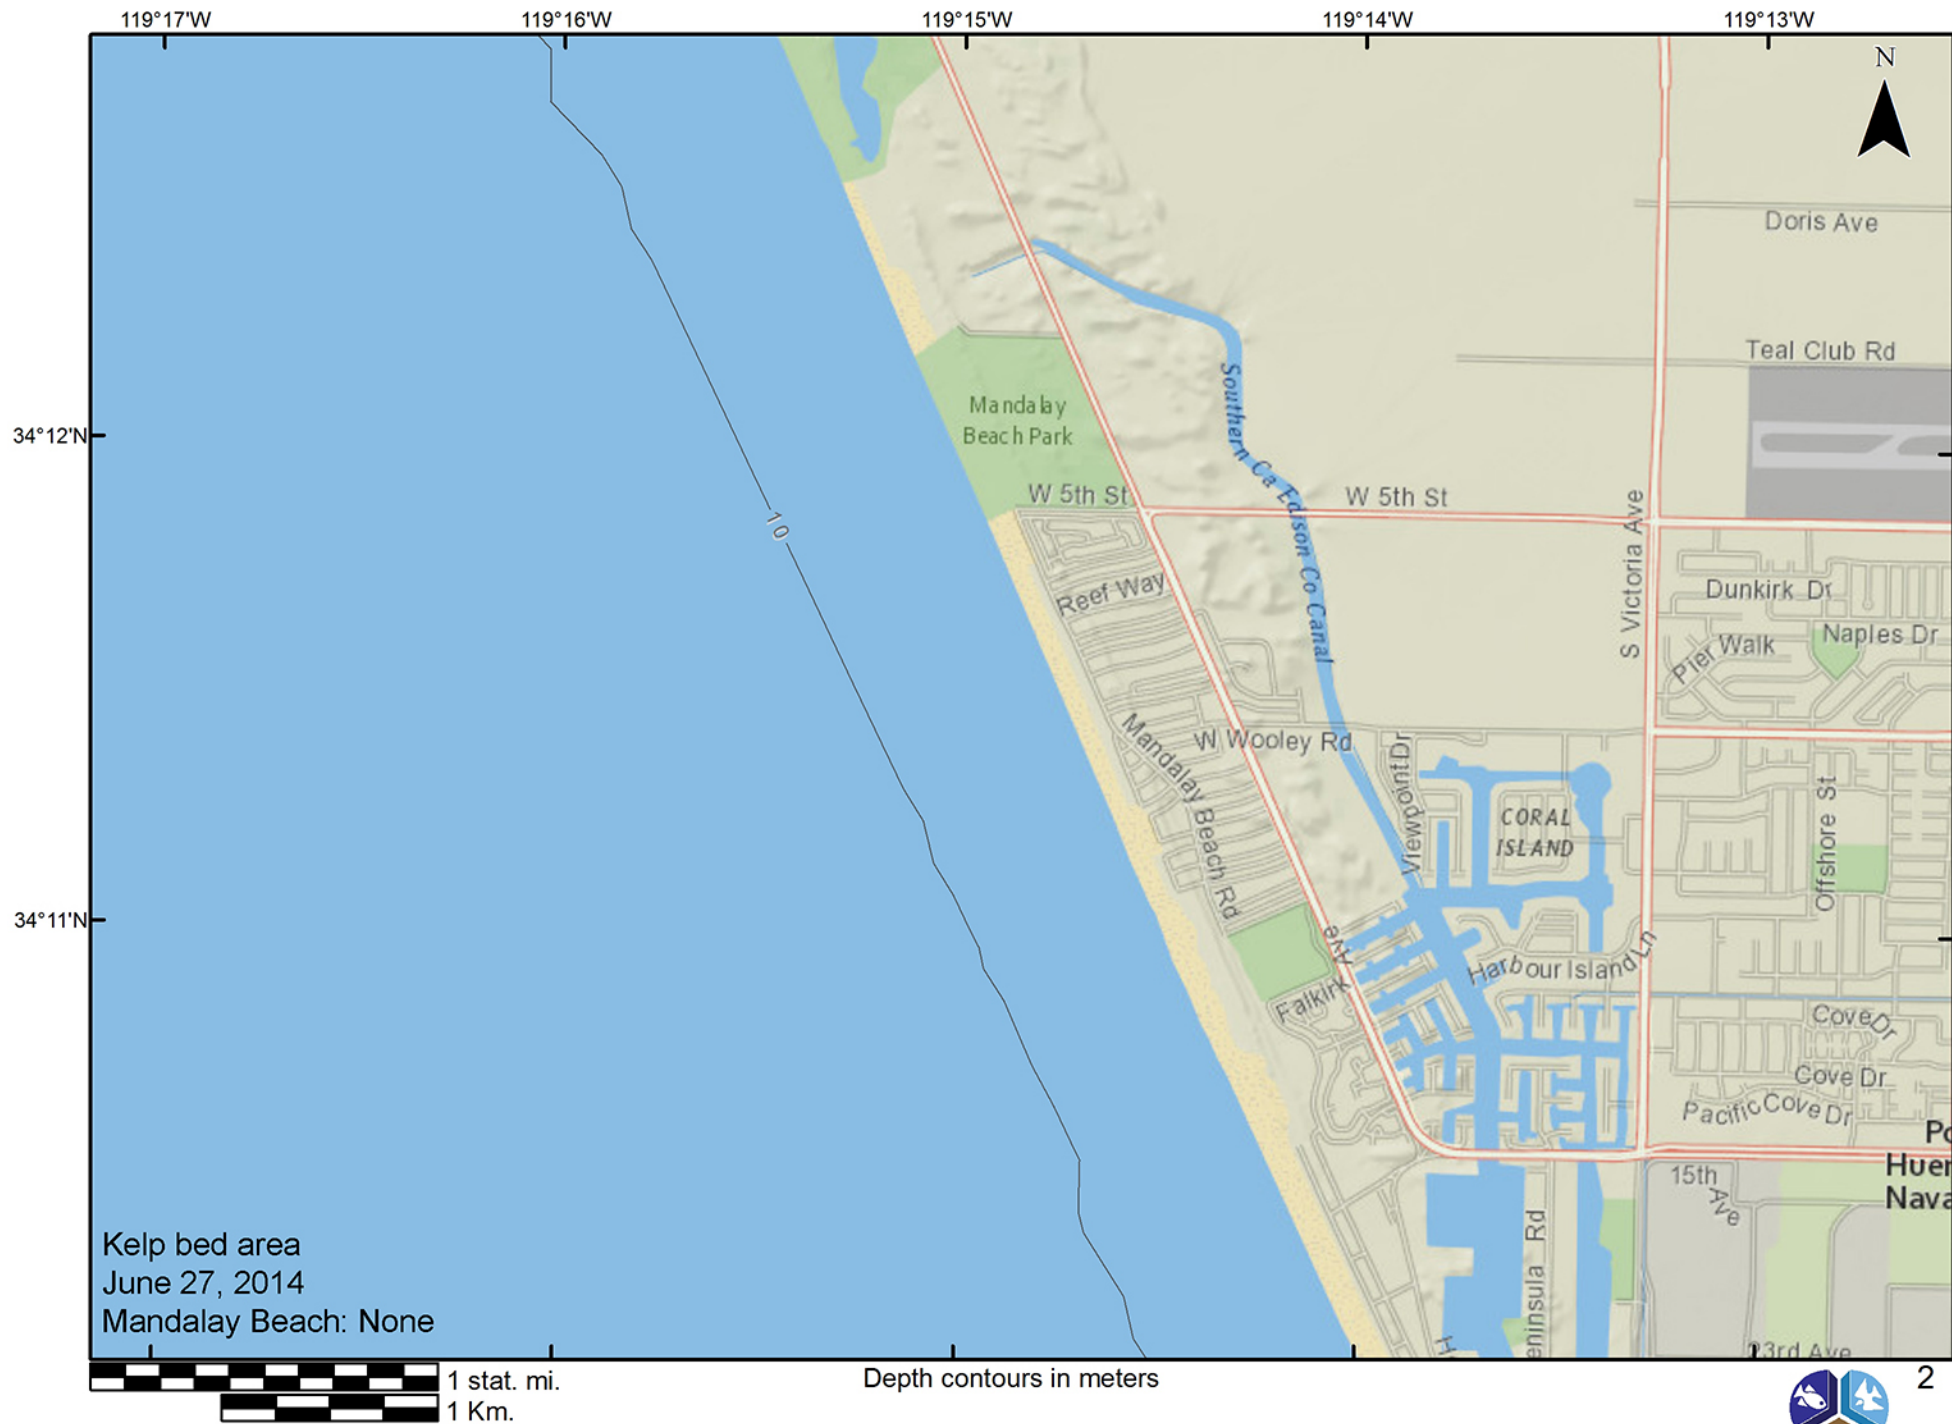 119°17'W
119°16'W
119°15'W
119°14'W
119°13'W
N
Doris Ave
Teal Club Rd
34°12'N
Mandalay
Beach Park
Southern Ca Edison Co Canal
W 5th St
W 5th St
10
S Victoria Ave
Reef Way
Dunkirk Dr
Naples Dr
Pier Walk
Mandalay Beach Rd
W Wooley Rd
Viewpoint Dr
CORAL
ISLAND
Offshore St
34°11'N
Ave
Harbour Island Ln
Falkirk
Cove Dr
Cove Dr
Pacific Cove Dr
15th
Ave
Kelp bed area
June 27, 2014
Mandalay Beach: None
Rd
23rd Ave
1 stat. mi.
1 Km.
Depth contours in meters
2